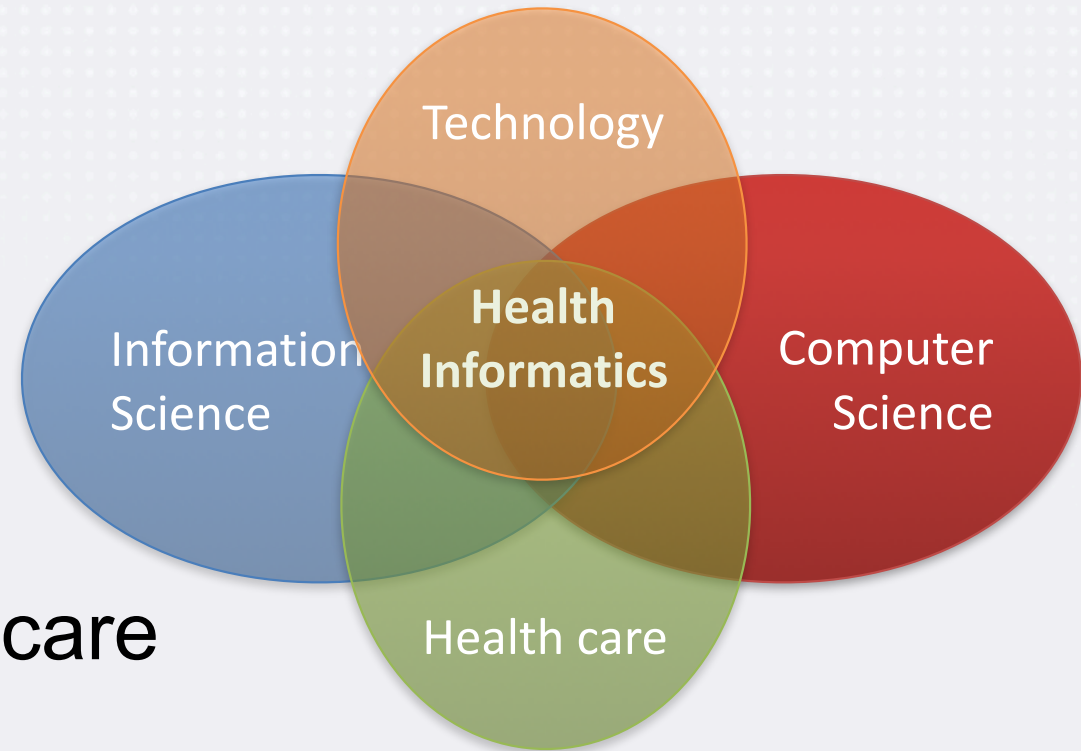 Technology
Health
Informatics
Information
Science
Computer
Science
care
Health care